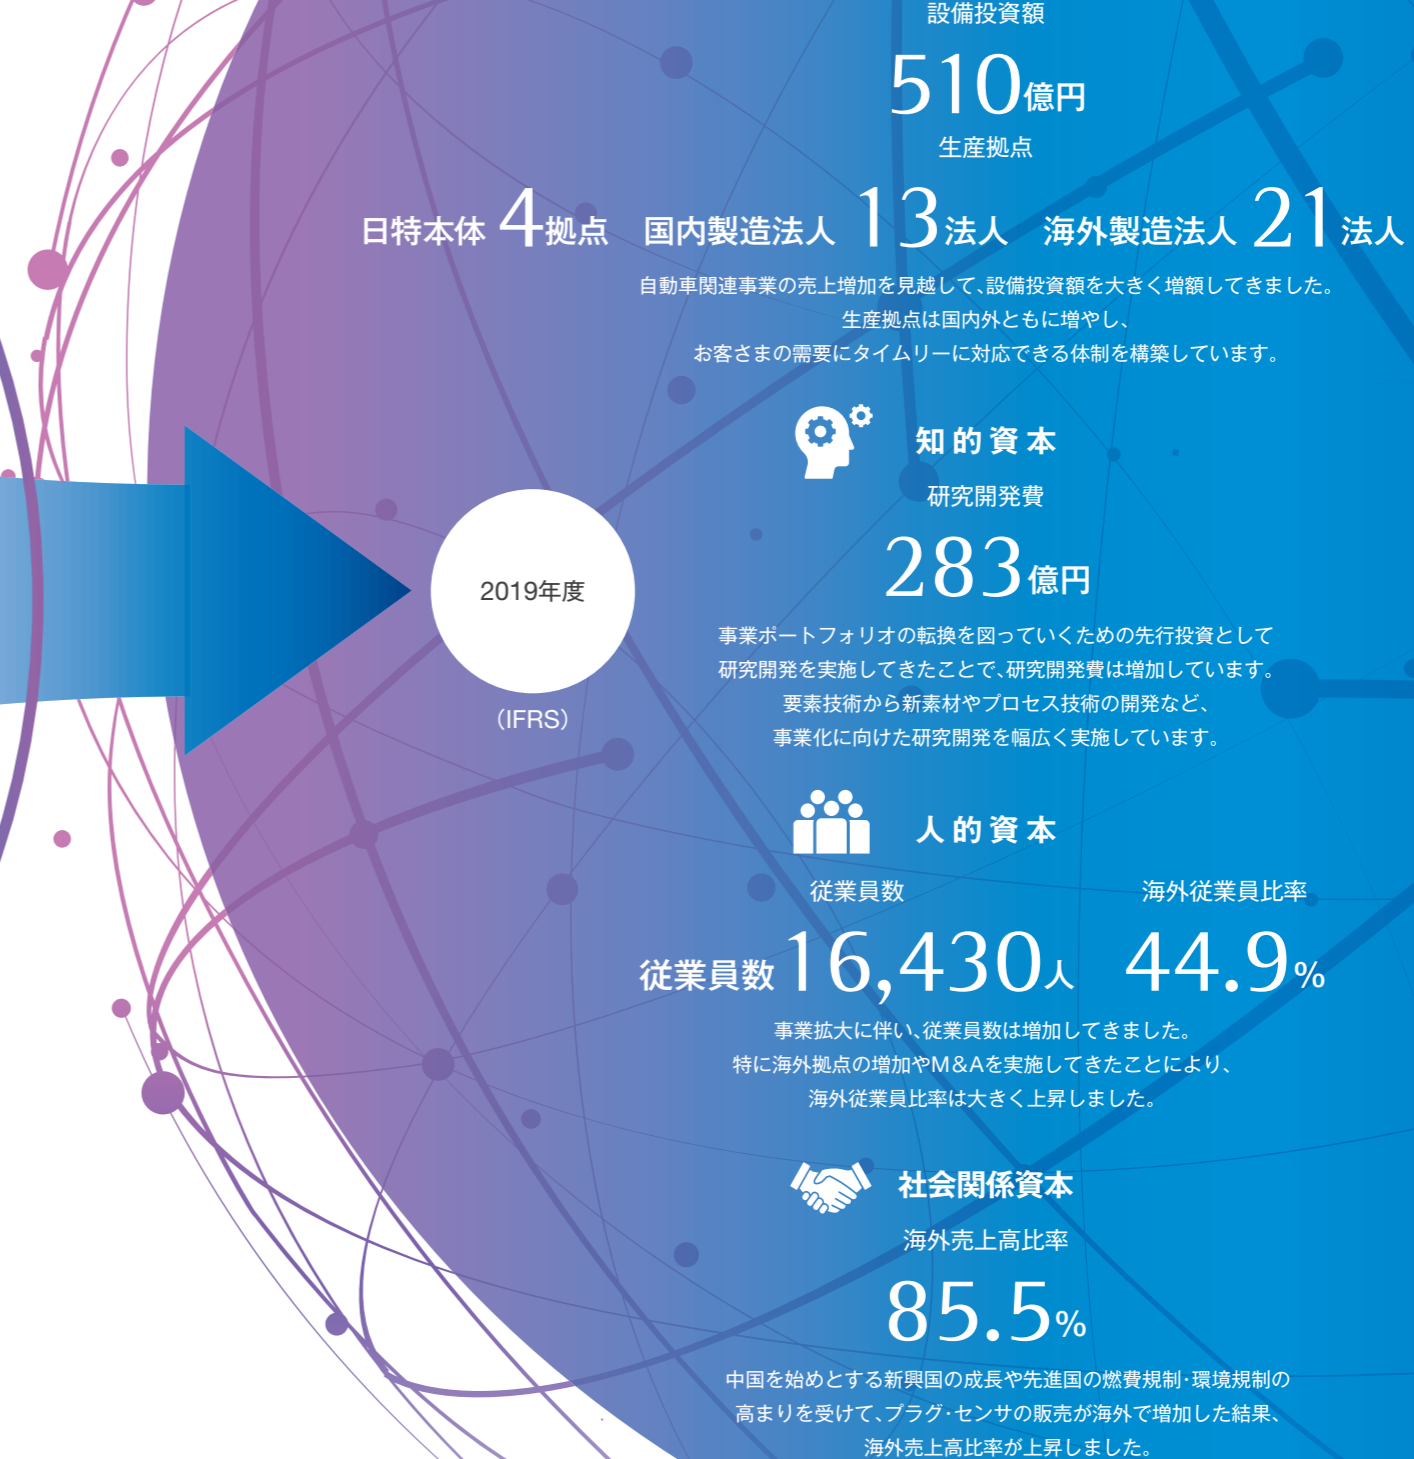 設備投資額
510億円
生産拠点
日特本体 4拠点 国内製造法人 13法人 海外製造法人 21法人
自動車関連事業の売上増加を見越して、設備投資額を大きく増額してきました。
生産拠点は国内外ともに増やし、
お客さまの需要にタイムリーに対応できる体制を構築しています。
知的資本
研究開発費
283億円
2019年度
（IFRS）
事業ポートフォリオの転換を図っていくための先行投資として
研究開発を実施してきたことで、研究開発費は増加しています。
要素技術から新素材やプロセス技術の開発など、
事業化に向けた研究開発を幅広く実施しています。
人的資本
従業員数 海外従業員比率
従業員数 16,430人 44.9%
事業拡大に伴い、従業員数は増加してきました。
特に海外拠点の増加やM＆Aを実施してきたことにより、
海外従業員比率は大きく上昇しました。
社会関係資本
海外売上高比率
85.5%
中国を始めとする新興国の成長や先進国の燃費規制・環境規制の
高まりを受けて、プラグ・センサの販売が海外で増加した結果、
海外売上高比率が上昇しました。